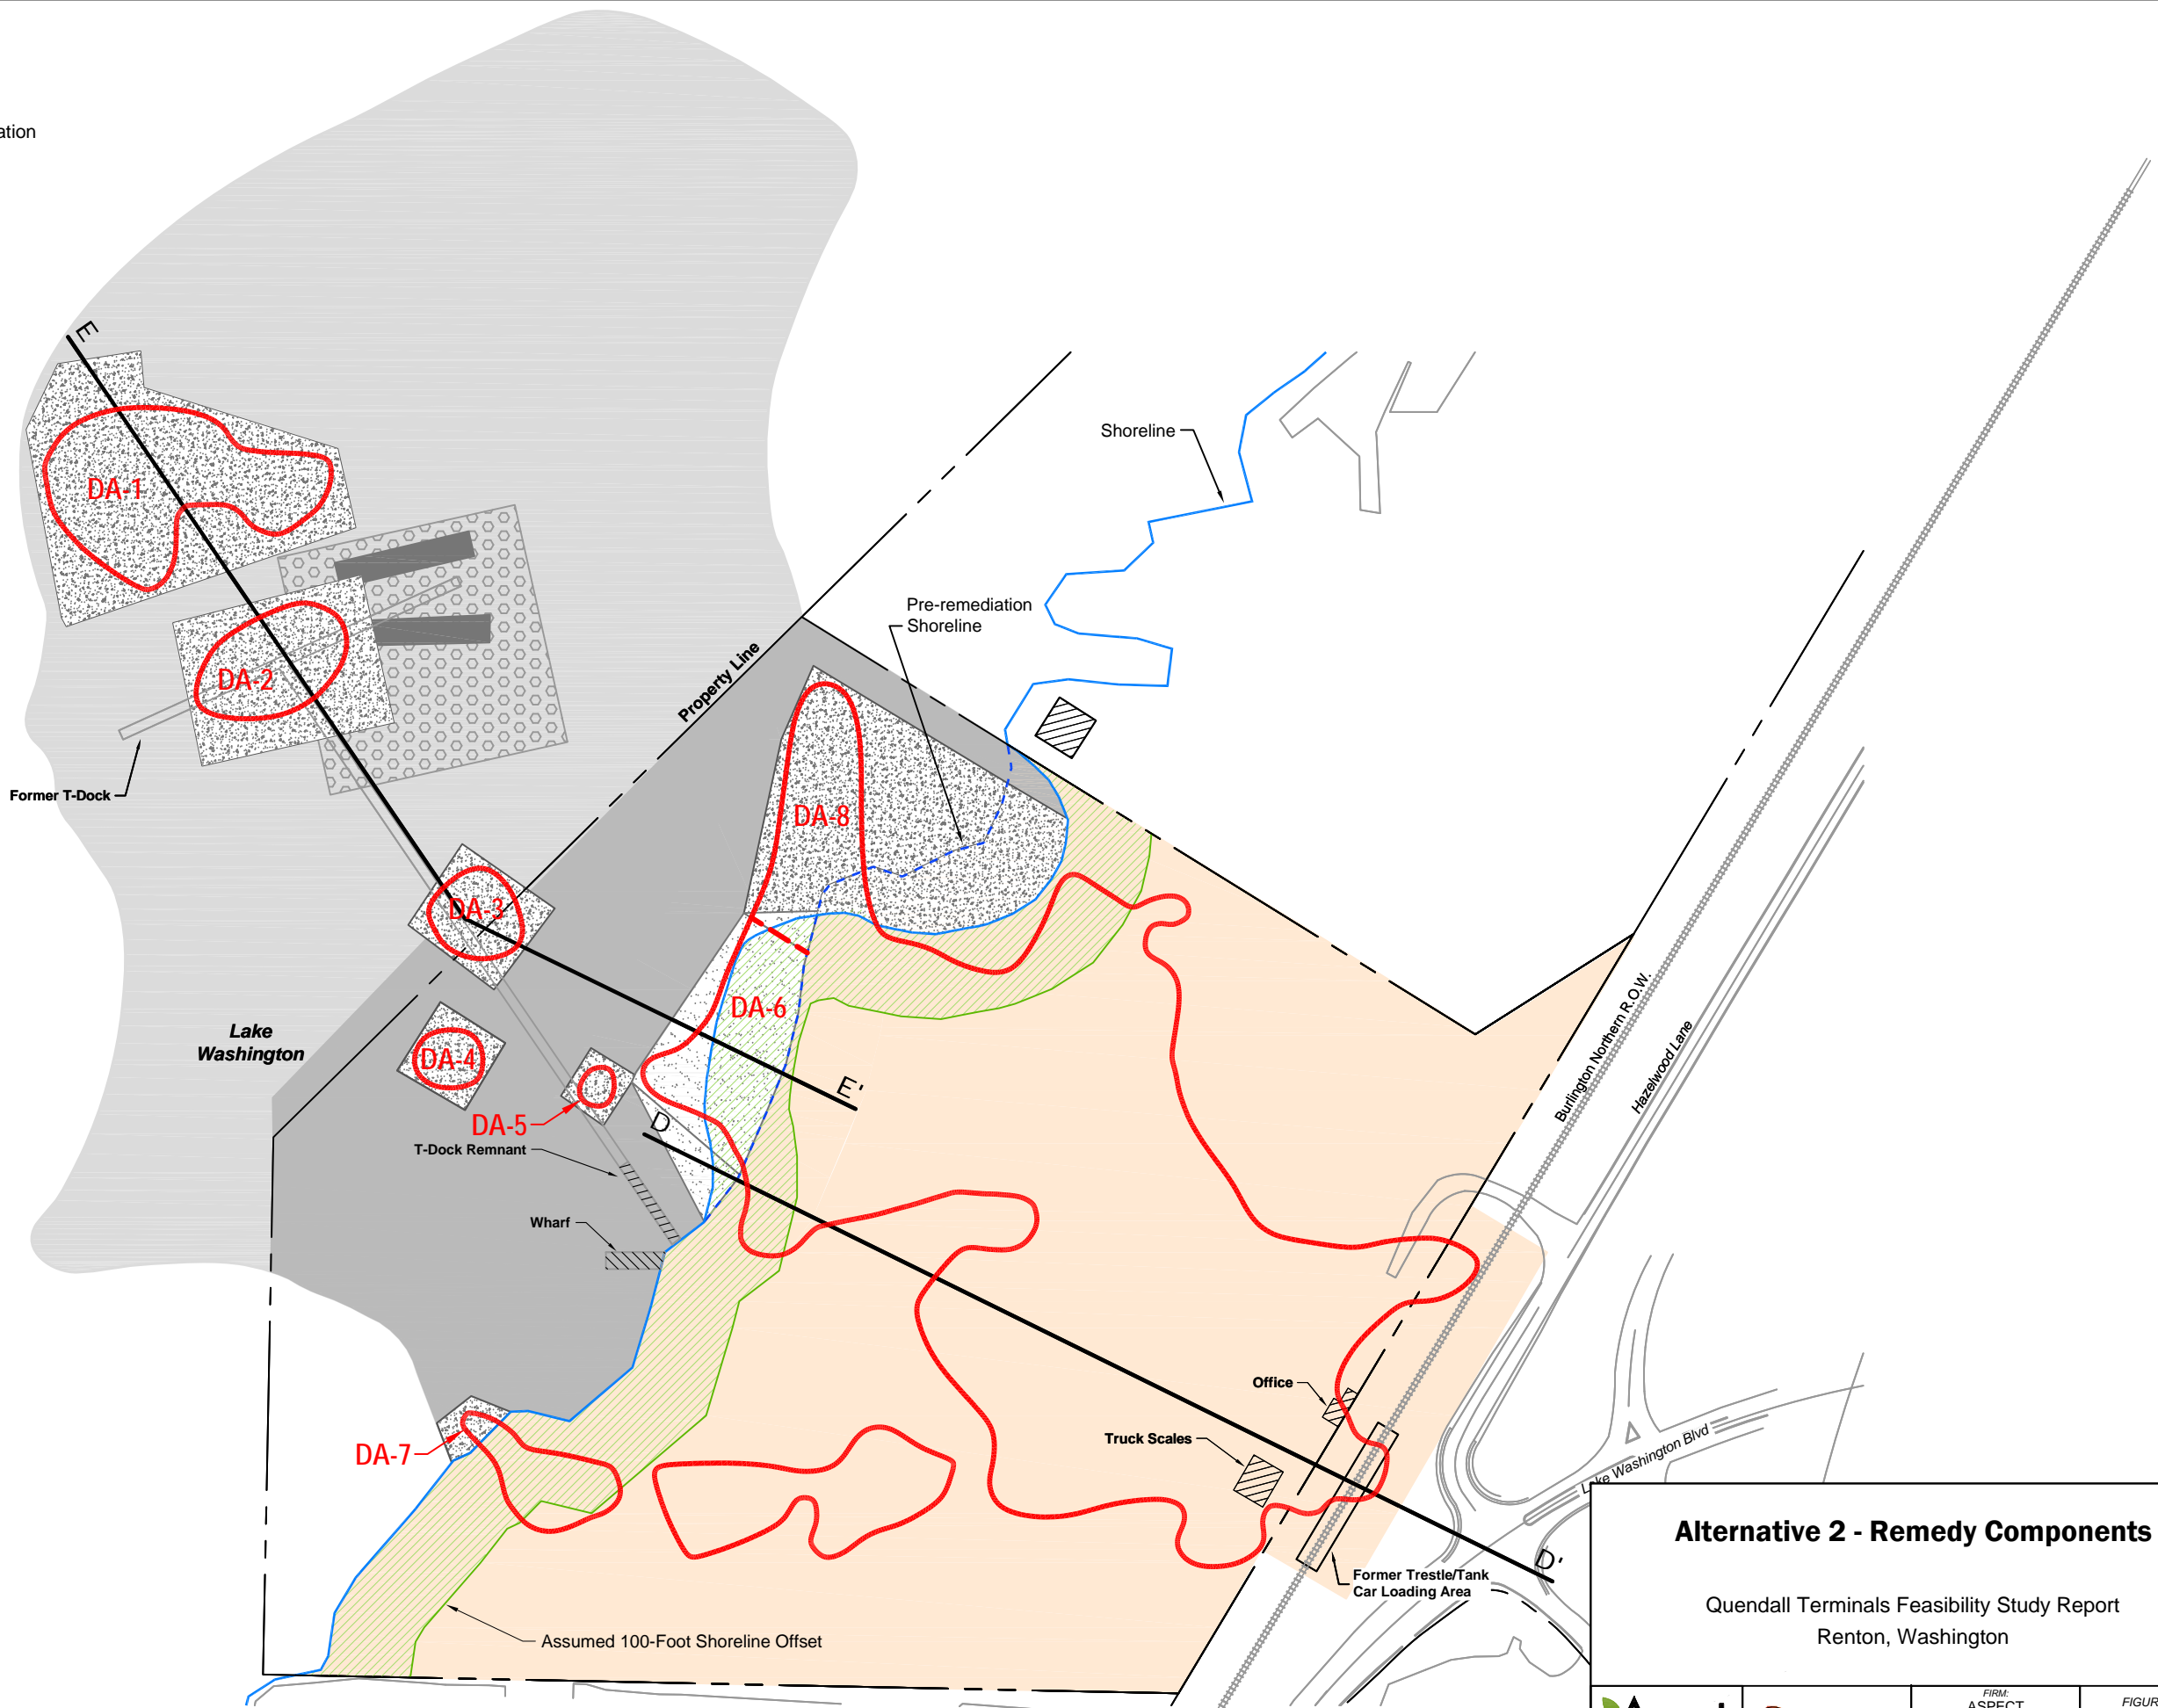 E
DA-1
DA-2
Former T-Dock
Shoreline
Pre-remediation
Shoreline
Property Line
DA-8
DA-3
Lake
Washington
DA-4
DA-6
E'
DA-5
D
T-Dock Remnant
Wharf
Burlington Northern R.O.W.
Hazelwood Lane
Office
Truck Scales
DA-7
Lake Washington Blvd
D'
Former Trestle/Tank
Car Loading Area
Assumed 100-Foot Shoreline Offset
Alternative 2 - Remedy Components
Quendall Terminals Feasibility Study Report
Renton, Washington
FIRM:
ASPECT